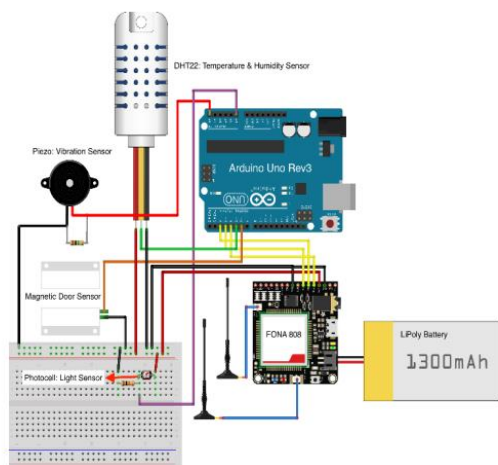 DHT22: Temperature & Humidity Sensor
Piezo: Vibration Sensor
Arduino Uno Rev3
UNO
Magnetic Door Sensor
FONA 808
LiPoly Battery
1300mAh
Photocell: Light Sensor